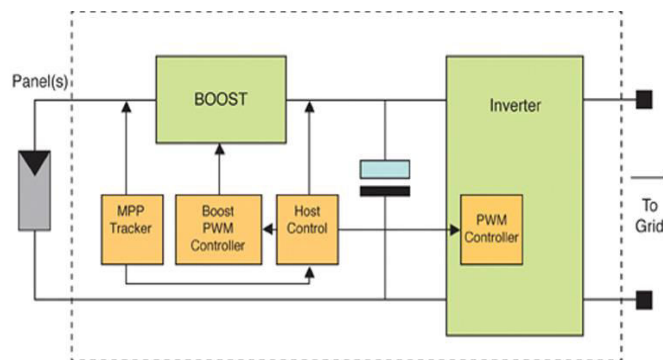 Panel(s)
BOOST
Inverter
MPP
Tracker
Boost
PWM
Controller
Host
Control
PWM
Controller
To
Grid